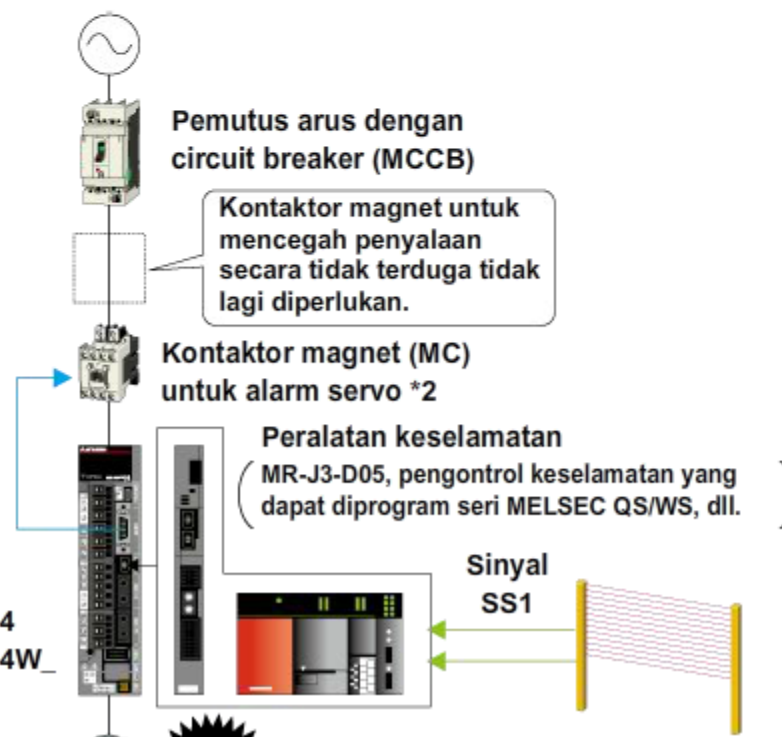 Pemutus arus dengan
circuit breaker (MCCB)
Kontaktor magnet untuk
mencegah penyalaan
secara tidak terduga tidak
lagi diperlukan.
Kontaktor magnet (MC)
untuk alarm servo *2
Peralatan keselamatan
MR-J3-D05, pengontrol keselamatan yang
dapat diprogram seri MELSEC QS/WS, dll.
Sinyal
SS1
4
4W_